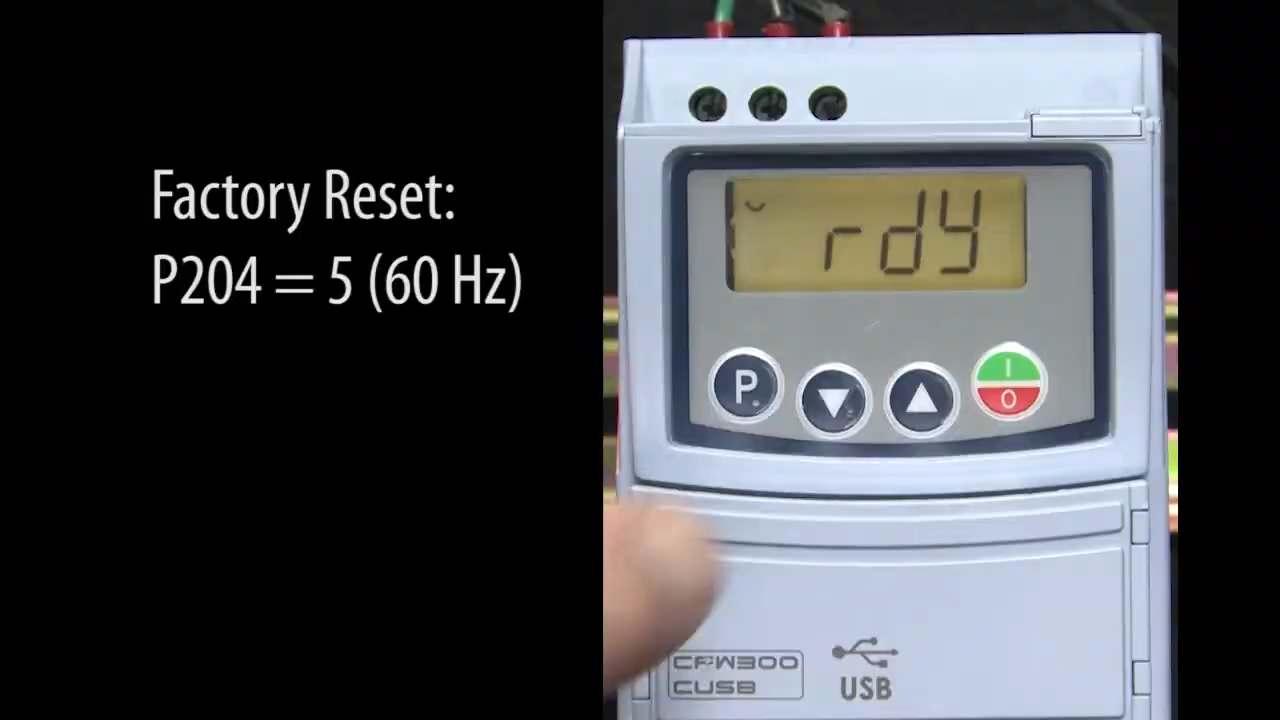 Factory Reset:
P204 = 5 (60 Hz)
rdy
P
I
O
CFW300
CUSB
USB